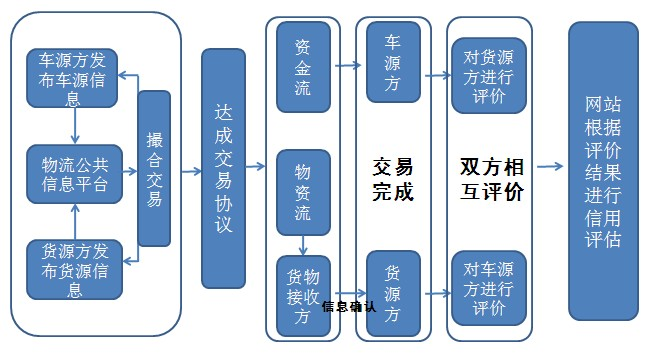 车源方发
布车源信
息
物流公共
信息平台
货源方发
布货源信
息
撮
合
交
易
达
成
交
易
协
议
资
金
流
物
资
流
货物
接收
方
信息确认
车
源
方
交易
完成
货
源
方
对货源
方进行
评价
双方相
互评价
对车源
方进行
评价
网站
根据
评价
结果
进行
信用
评估